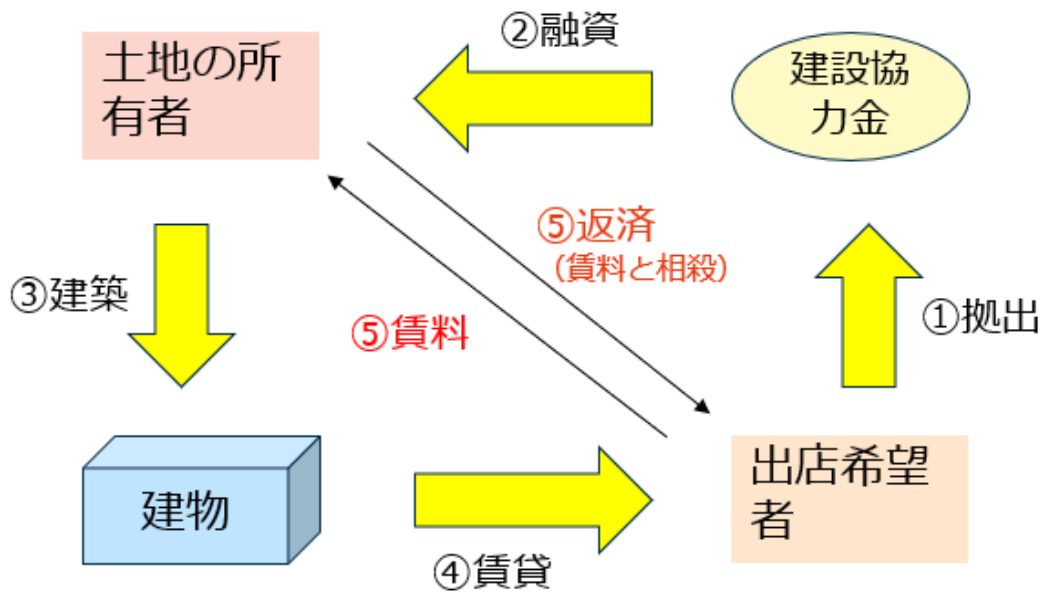 ②融資
土地の所
有者
建設協
力金
⑤返済
（賃料と相殺）
③建築
⑤賃料
①拠出
建物
出店希望
者
④賃貸